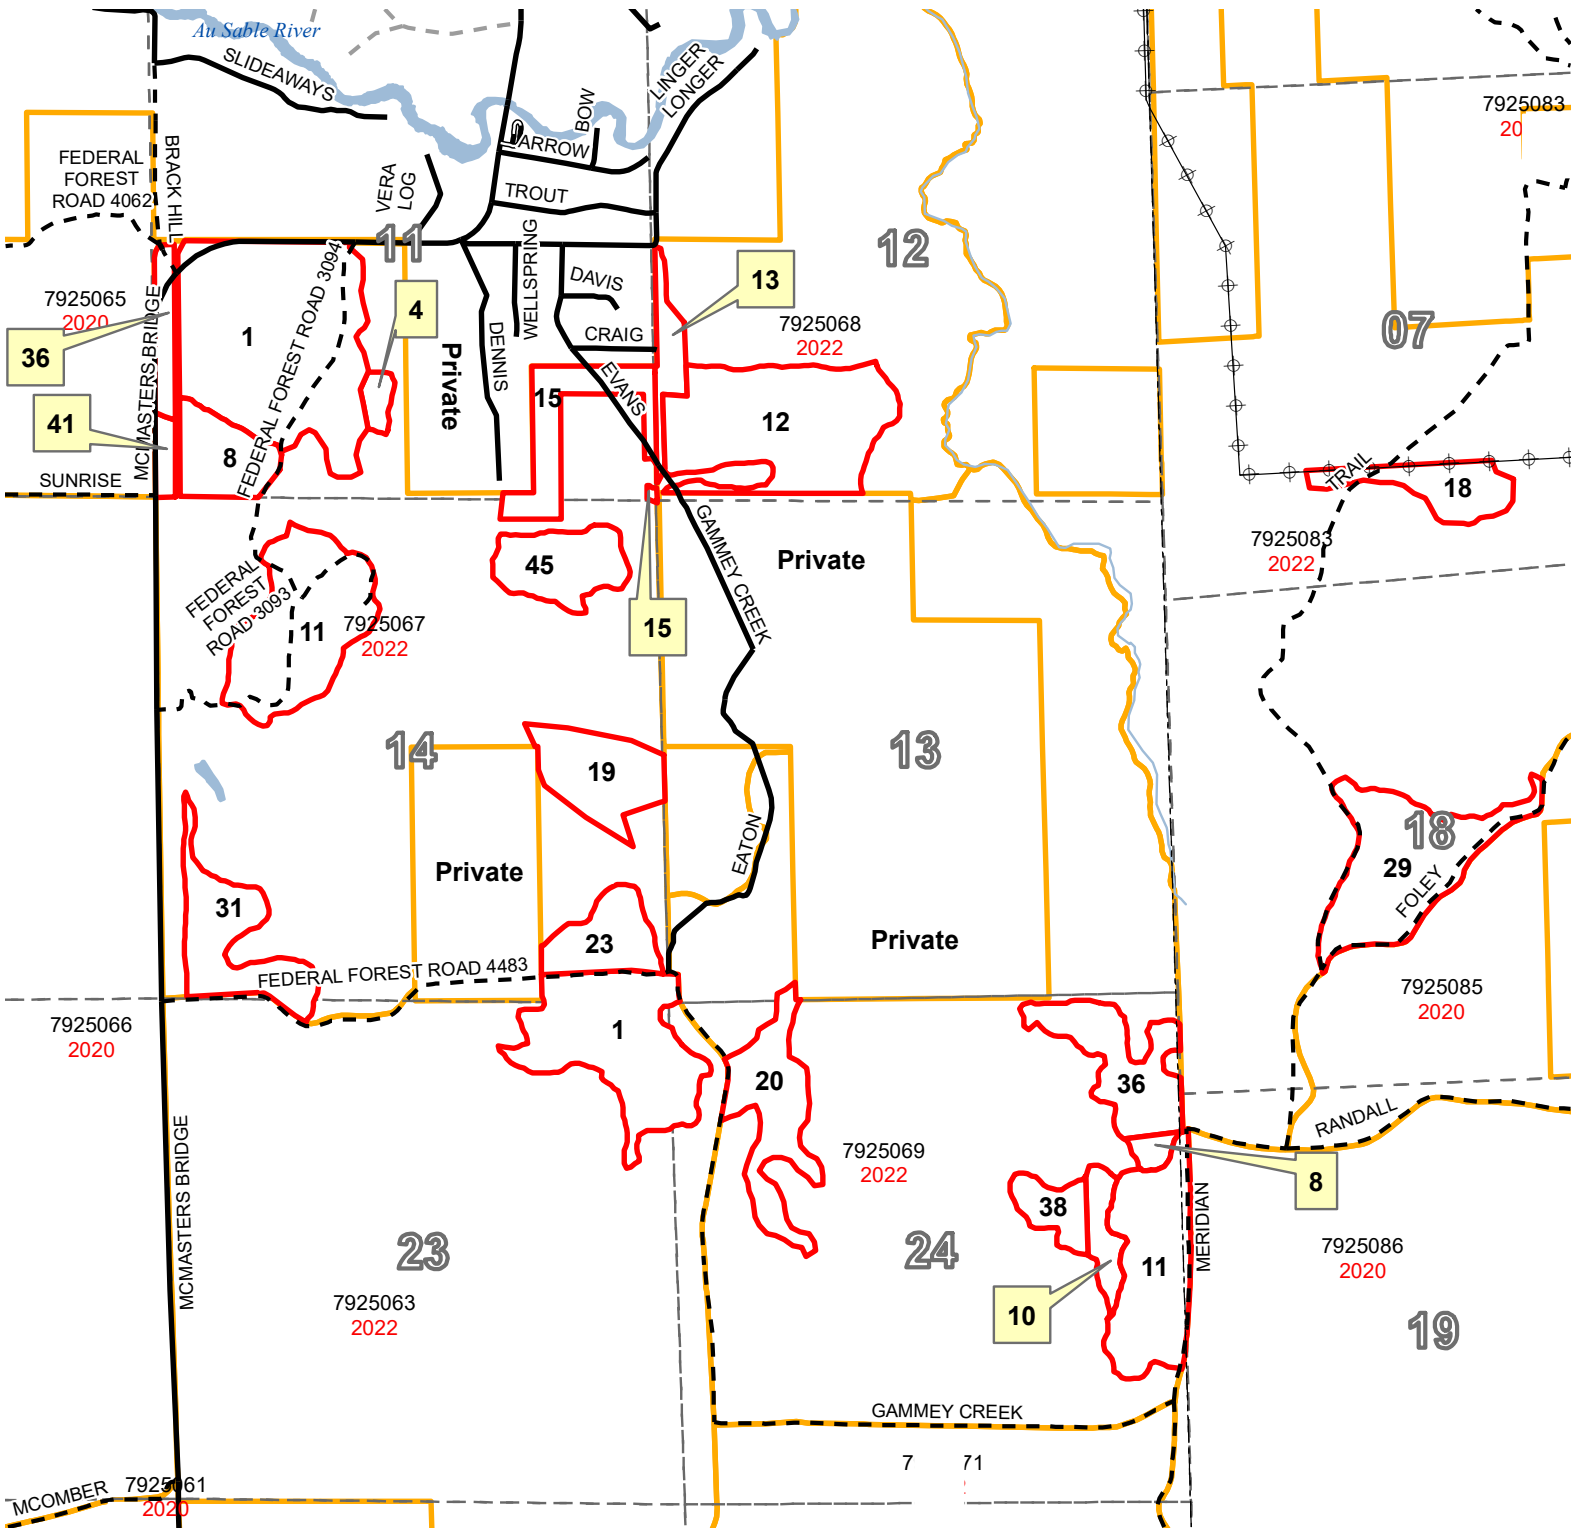 Au Sable River
SLIDEAWAYS
LINGER
LONGER
BOW
ARROW
TROUT
VERA
LOG
BRACK HILL
FEDERAL
FOREST
ROAD 4062
7925083
20
11
12
07
7925065
2020
36
1
4
13
7925068
2022
WELLSPRING
DAVIS
CRAIG
DENNIS
EVANS
Private
FEDERAL FOREST ROAD 3094
MCMASTERS BRIDGE
41
8
15
12
SUNRISE
TRAIL
18
7925083
2022
GAMMEY CREEK
Private
45
15
FEDERAL
FOREST
ROAD 3093
11
7925067
2022
14
13
19
EATON
Private
18
29
FOLEY
31
23
Private
FEDERAL FOREST ROAD 4483
7925085
2020
7925066
2020
1
20
36
RANDALL
MCMASTERS BRIDGE
7925069
2022
8
38
MERIDIAN
11
10
23
24
7925086
2020
19
7925063
2022
GAMMEY CREEK
7 71
MCOMBER
7925061
2020